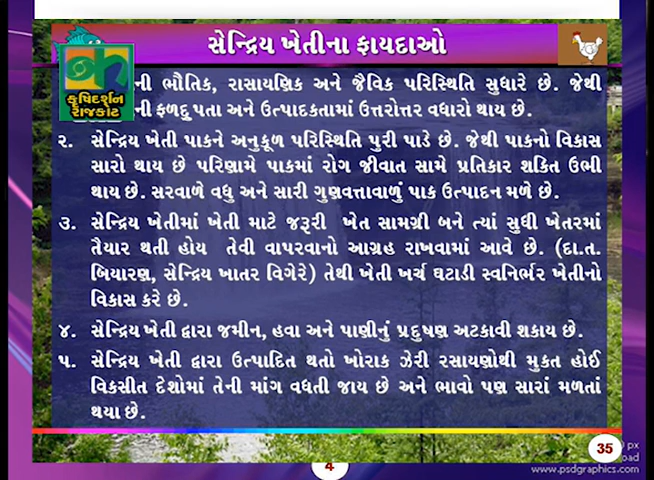 સેન્દ્રિય ખેતીના ફાયદાઓ
કૃષિદર્શન
રાજકોટ
ની ભૌતિક, રાસાયણિક અને જૈવિક પરિસ્થિતિ સુધારે છે. જેથી
ની ફળદ્રુપતા અને ઉત્પાદકતામાં ઉત્તરોત્તર વધારો થાય છે.
૨. સેન્દ્રિય ખેતી પાકને અનુકૂળ પરિસ્થિતિ પુરી પાડે છે. જેથી પાકનો વિકાસ
સારો થાય છે પરિણામે પાકમાં રોગ જીવાત સામે પ્રતિકાર શકિત ઉભી
થાય છે. સરવાળે વધુ અને સારી ગુણવત્તાવાળું પાક ઉત્પાદન મળે છે.
૩. સેન્દ્રિય ખેતીમાં ખેતી માટે જરૂરી ખેત સામગ્રી બને ત્યાં સુધી ખેતરમાં
તૈયાર થતી હોય તેવી વાપરવાનો આગ્રહ રાખવામાં આવે છે. (દા.ત.
બિયારણ, સેન્દ્રિય ખાતર વિગેરે) તેથી ખેતી ખર્ચ ઘટાડી સ્વનિર્ભર ખેતીનો
વિકાસ કરે છે.
૪. સેન્દ્રિય ખેતી દ્વારા જમીન, હવા અને પાણીનું પ્રદુષણ અટકાવી શકાય છે.
૫. સેન્દ્રિય ખેતી દ્વારા ઉત્પાદિત થતો ખોરાક ઝેરી રસાયણોથી મુકત હોઈ
વિકસીત દેશોમાં તેની માંગ વધતી જાય છે અને ભાવો પણ સારાં મળતાં
થયા છે.
35
px
4
www.psdgraphics.com